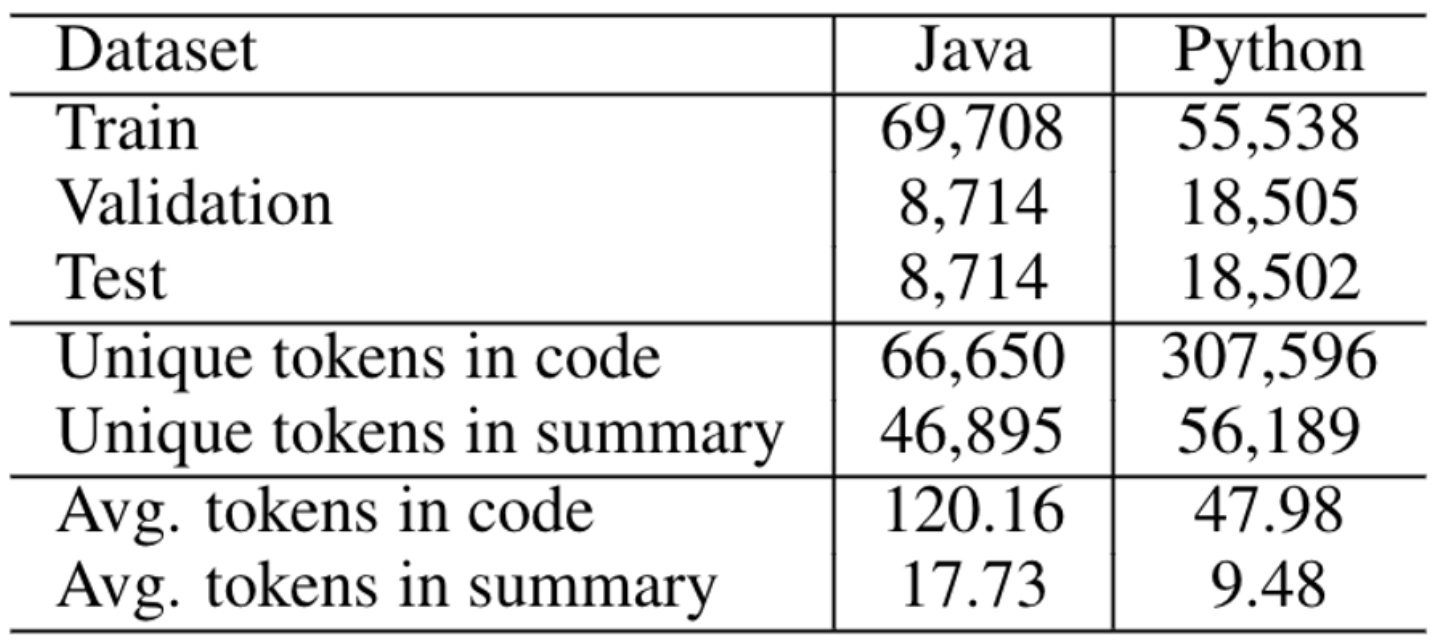 Dataset Java Python
Train 69,708 55,538
Validation 8,714 18,505
Test 8,714 18,502
Unique tokens in code 66,650 307,596
Unique tokens in summary 46,895 56,189
Avg. tokens in code 120.16 47.98
Avg. tokens in summary 17.73 9.48